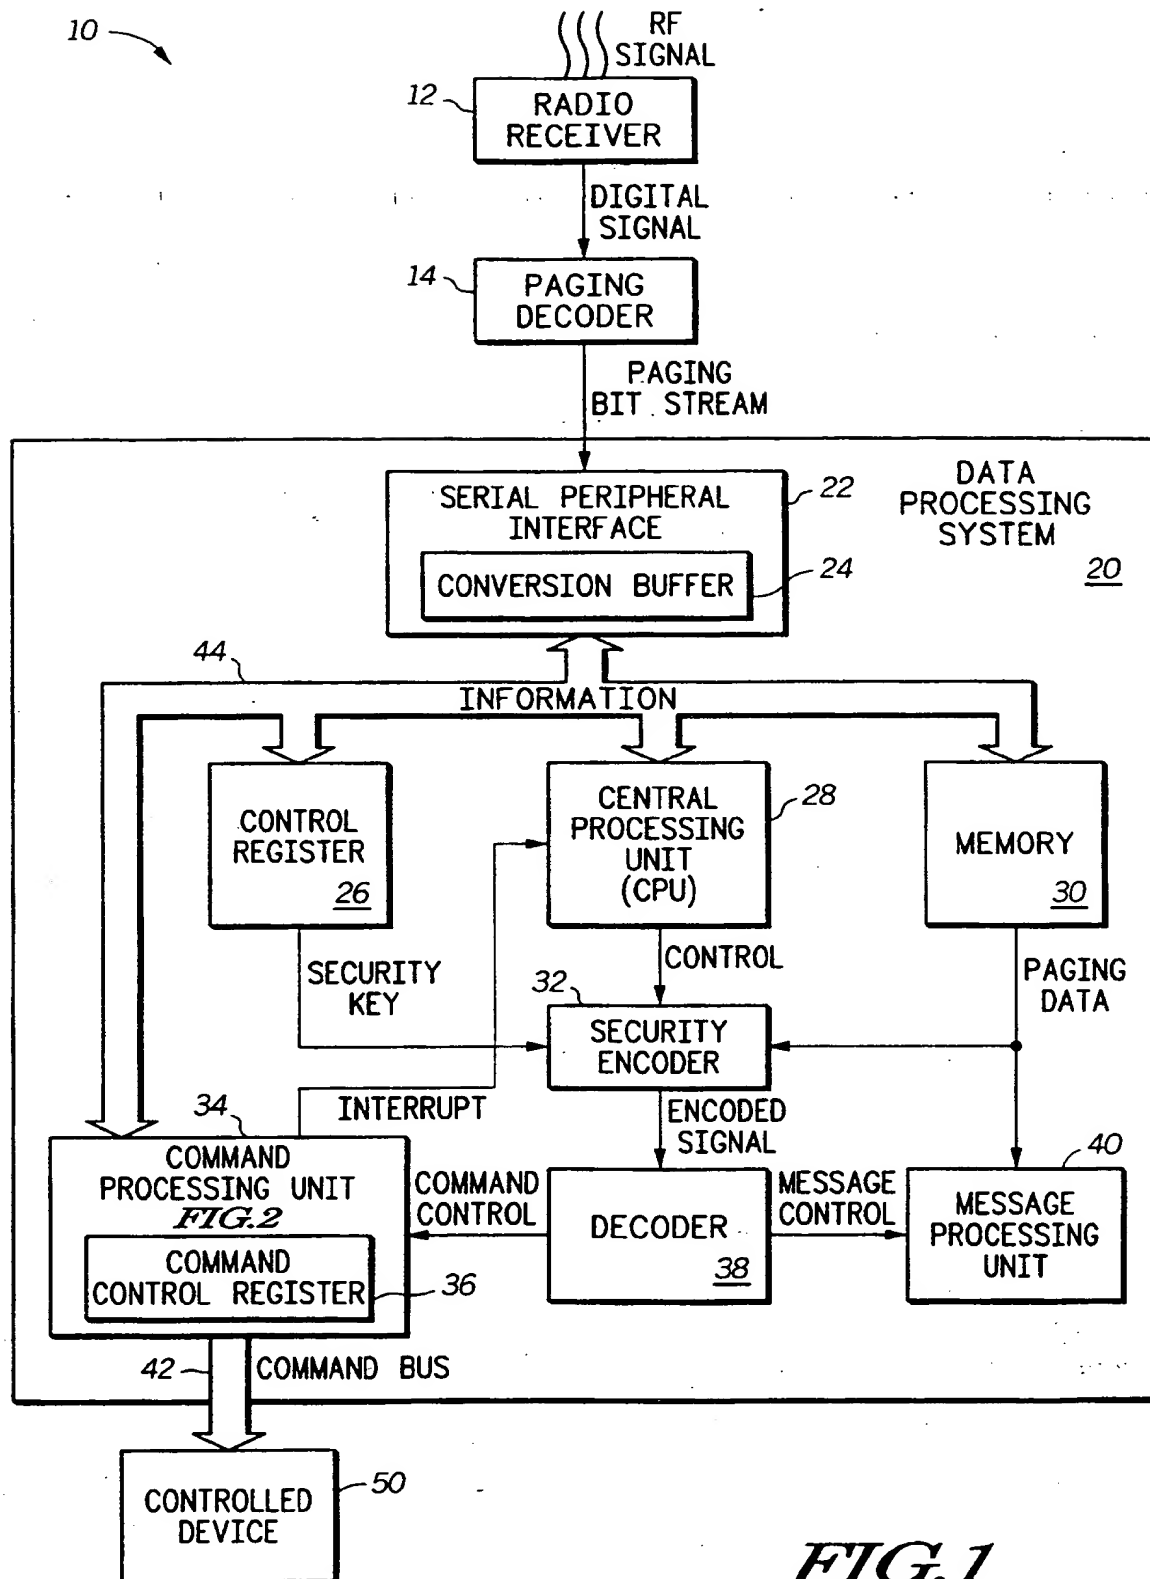 10
RF
SIGNAL
12
RADIO
RECEIVER
DIGITAL
SIGNAL
14
PAGING
DECODER
PAGING
BIT STREAM
DATA
PROCESSING
SYSTEM
20
SERIAL PERIPHERAL
INTERFACE
22
CONVERSION BUFFER
24
44
INFORMATION
CONTROL
REGISTER
26
CENTRAL
PROCESSING
UNIT
(CPU)
28
MEMORY
30
SECURITY
KEY
CONTROL
PAGING
DATA
32
SECURITY
ENCODER
INTERRUPT
ENCODED
SIGNAL
34
COMMAND
PROCESSING UNIT
FIG.2
COMMAND
CONTROL REGISTER
36
COMMAND
CONTROL
DECODER
38
MESSAGE
CONTROL
40
MESSAGE
PROCESSING
UNIT
42
COMMAND BUS
CONTROLLED
DEVICE
50
FIG.1